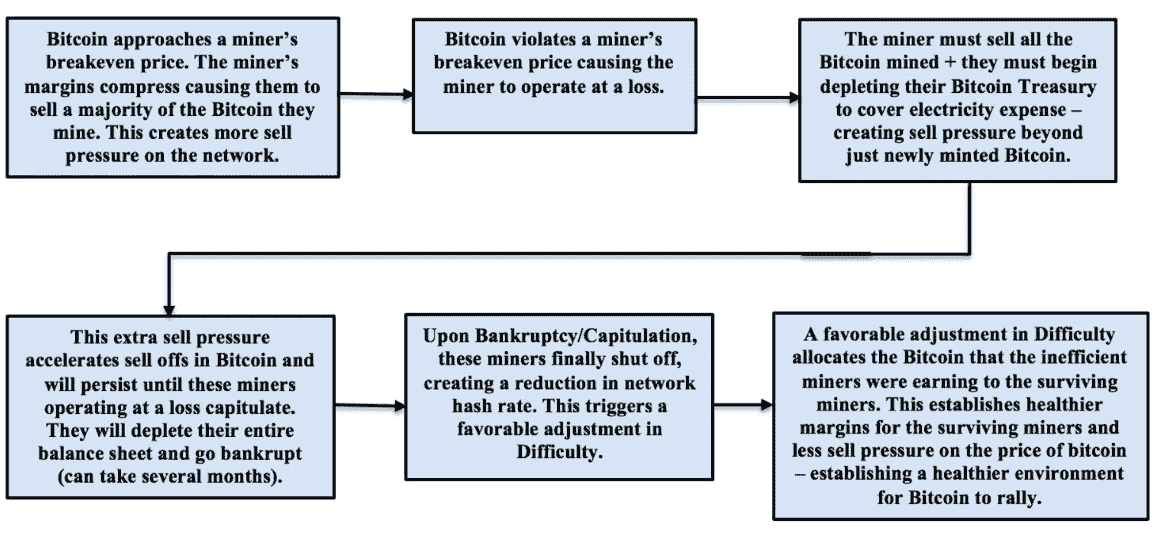 Bitcoin approaches a miner's
breakeven price. The miner's
margins compress causing them to
sell a majority of the Bitcoin they
mine. This creates more sell
pressure on the network.
Bitcoin violates a miner's
breakeven price causing the
miner to operate at a loss.
The miner must sell all the
Bitcoin mined + they must begin
depleting their Bitcoin Treasury
to cover electricity expense –
creating sell pressure beyond
just newly minted Bitcoin.
This extra sell pressure
accelerates sell offs in Bitcoin and
will persist until these miners
operating at a loss capitulate.
They will deplete their entire
balance sheet and go bankrupt
(can take several months).
Upon Bankruptcy/Capitulation,
these miners finally shut off,
creating a reduction in network
hash rate. This triggers a
favorable adjustment in
Difficulty.
A favorable adjustment in Difficulty
allocates the Bitcoin that the inefficient
miners were earning to the surviving
miners. This establishes healthier
margins for the surviving miners and
less sell pressure on the price of bitcoin
– establishing a healthier environment
for Bitcoin to rally.